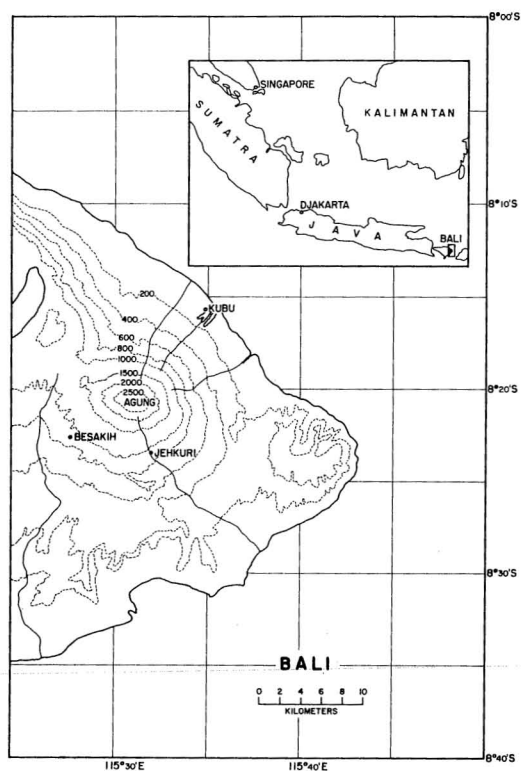 8°00'S
SINGAPORE
SUMATRA
KALIMANTAN
8°10'S
DJAKARTA
JAVA
BALI
200
KUBU
400
600
800
1000
1500
2000
2500
AGUNG
8°20'S
BESAKIH
JEHKURI
8°30'S
BALI
0 2 4 6 8 10
KILOMETERS
8°40'S
115°30'E
115°40'E